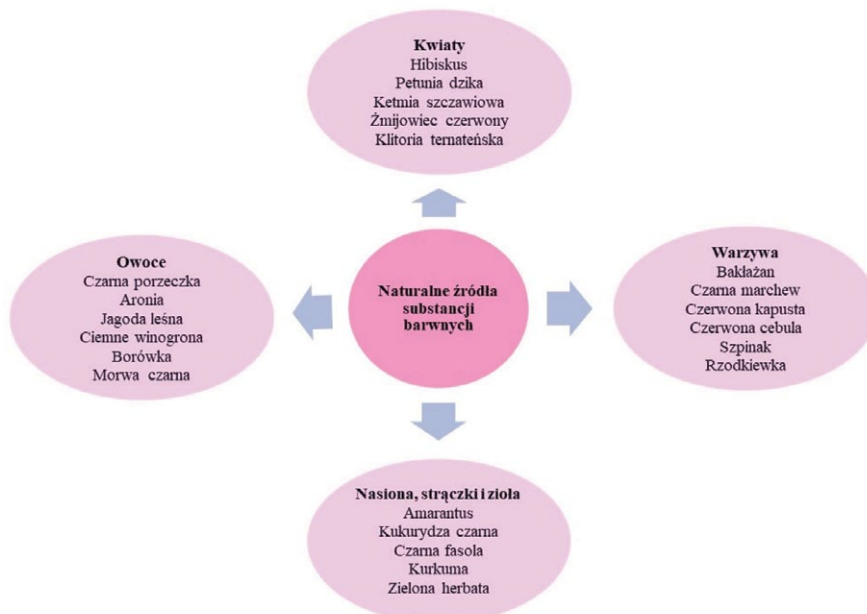 Kwiaty
Hibiskus
Petunia dzika
Ketmia szczawiowa
Żmijowiec czerwony
Klitoria ternateńska
Owoce
Czarna porzeczka
Aronia
Jagoda leśna
Ciemne winogrona
Borówka
Morwa czarna
Naturalne źródła
substancji
barwnych
Warzywa
Bakłażan
Czarna marchew
Czerwona kapusta
Czerwona cebula
Szpinak
Rzodkiewka
Nasiona, strączki i zioła
Amarantus
Kukurydza czarna
Czarna fasola
Kurkuma
Zielona herbata